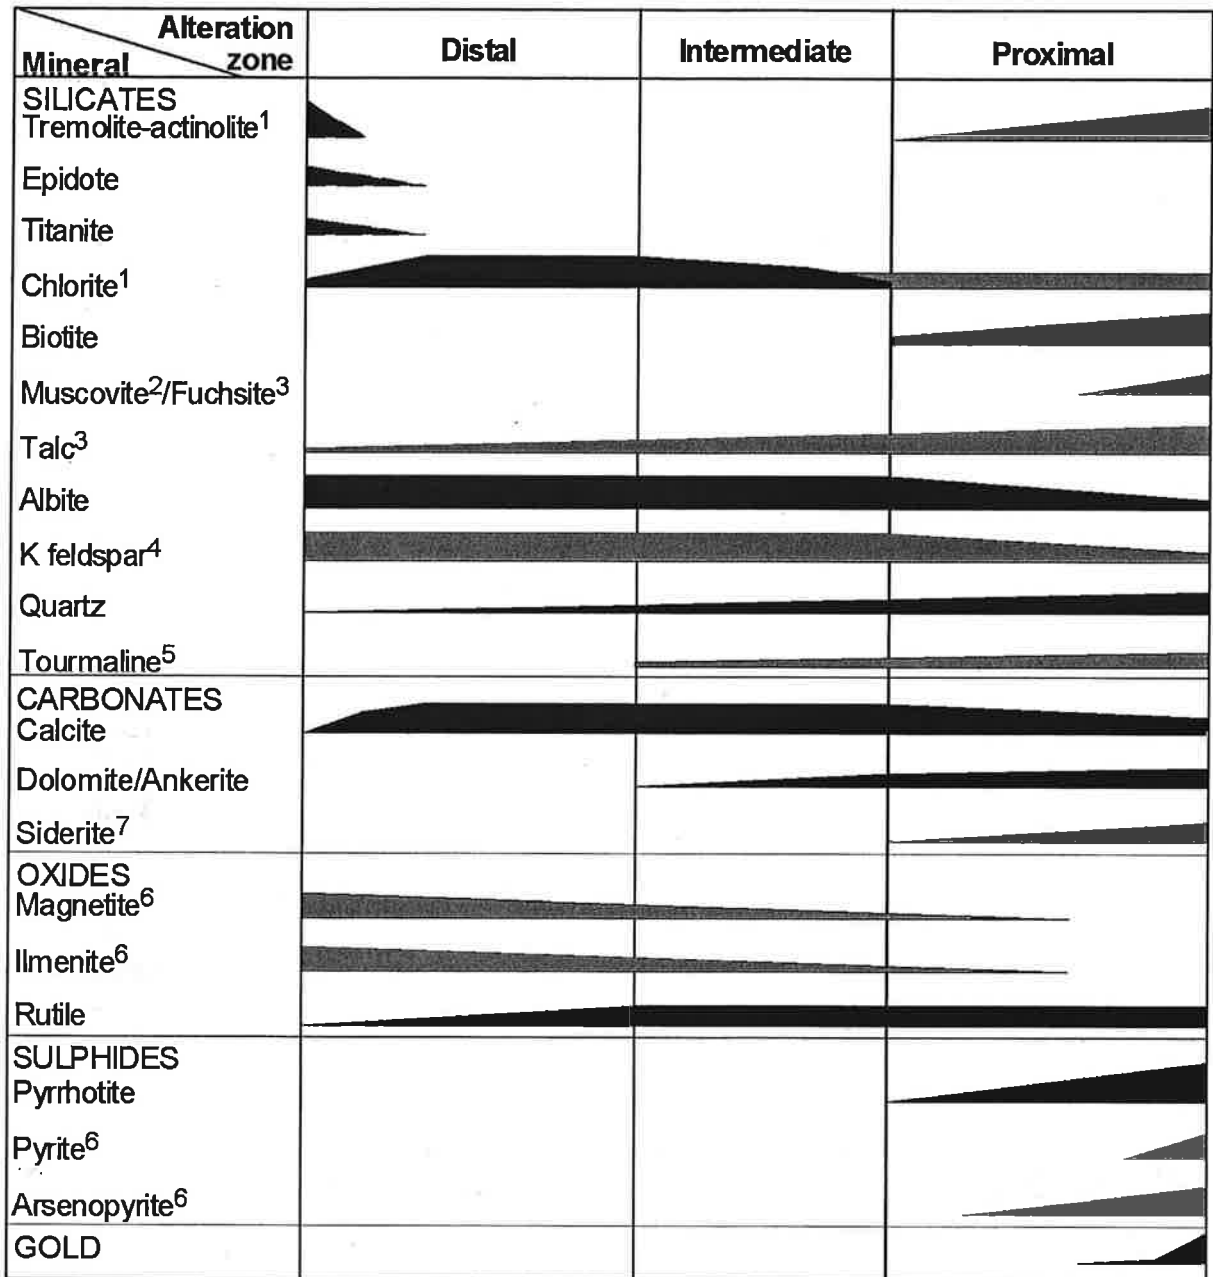 Alteration
zone
Mineral
Distal
Intermediate
Proximal
SILICATES
Tremolite-actinolite¹
Epidote
Titanite
Chlorite¹
Biotite
Muscovite²/Fuchsite³
Talc³
Albite
K feldspar⁴
Quartz
Tourmaline⁵
CARBONATES
Calcite
Dolomite/Ankerite
Siderite⁷
OXIDES
Magnetite⁶
Ilmenite⁶
Rutile
SULPHIDES
Pyrrhotite
Pyrite⁶
Arsenopyrite⁶
GOLD